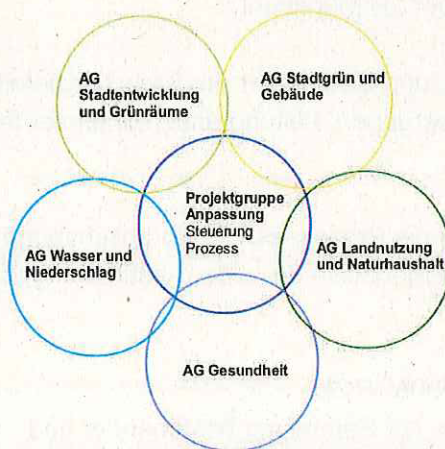 AG
Stadtentwicklung
und Grünräume
AG Stadtgrün und
Gebäude
Projektgruppe
Anpassung
Steuerung
Prozess
AG Wasser und
Niederschlag
AG Landnutzung
und Naturhaushalt
AG Gesundheit